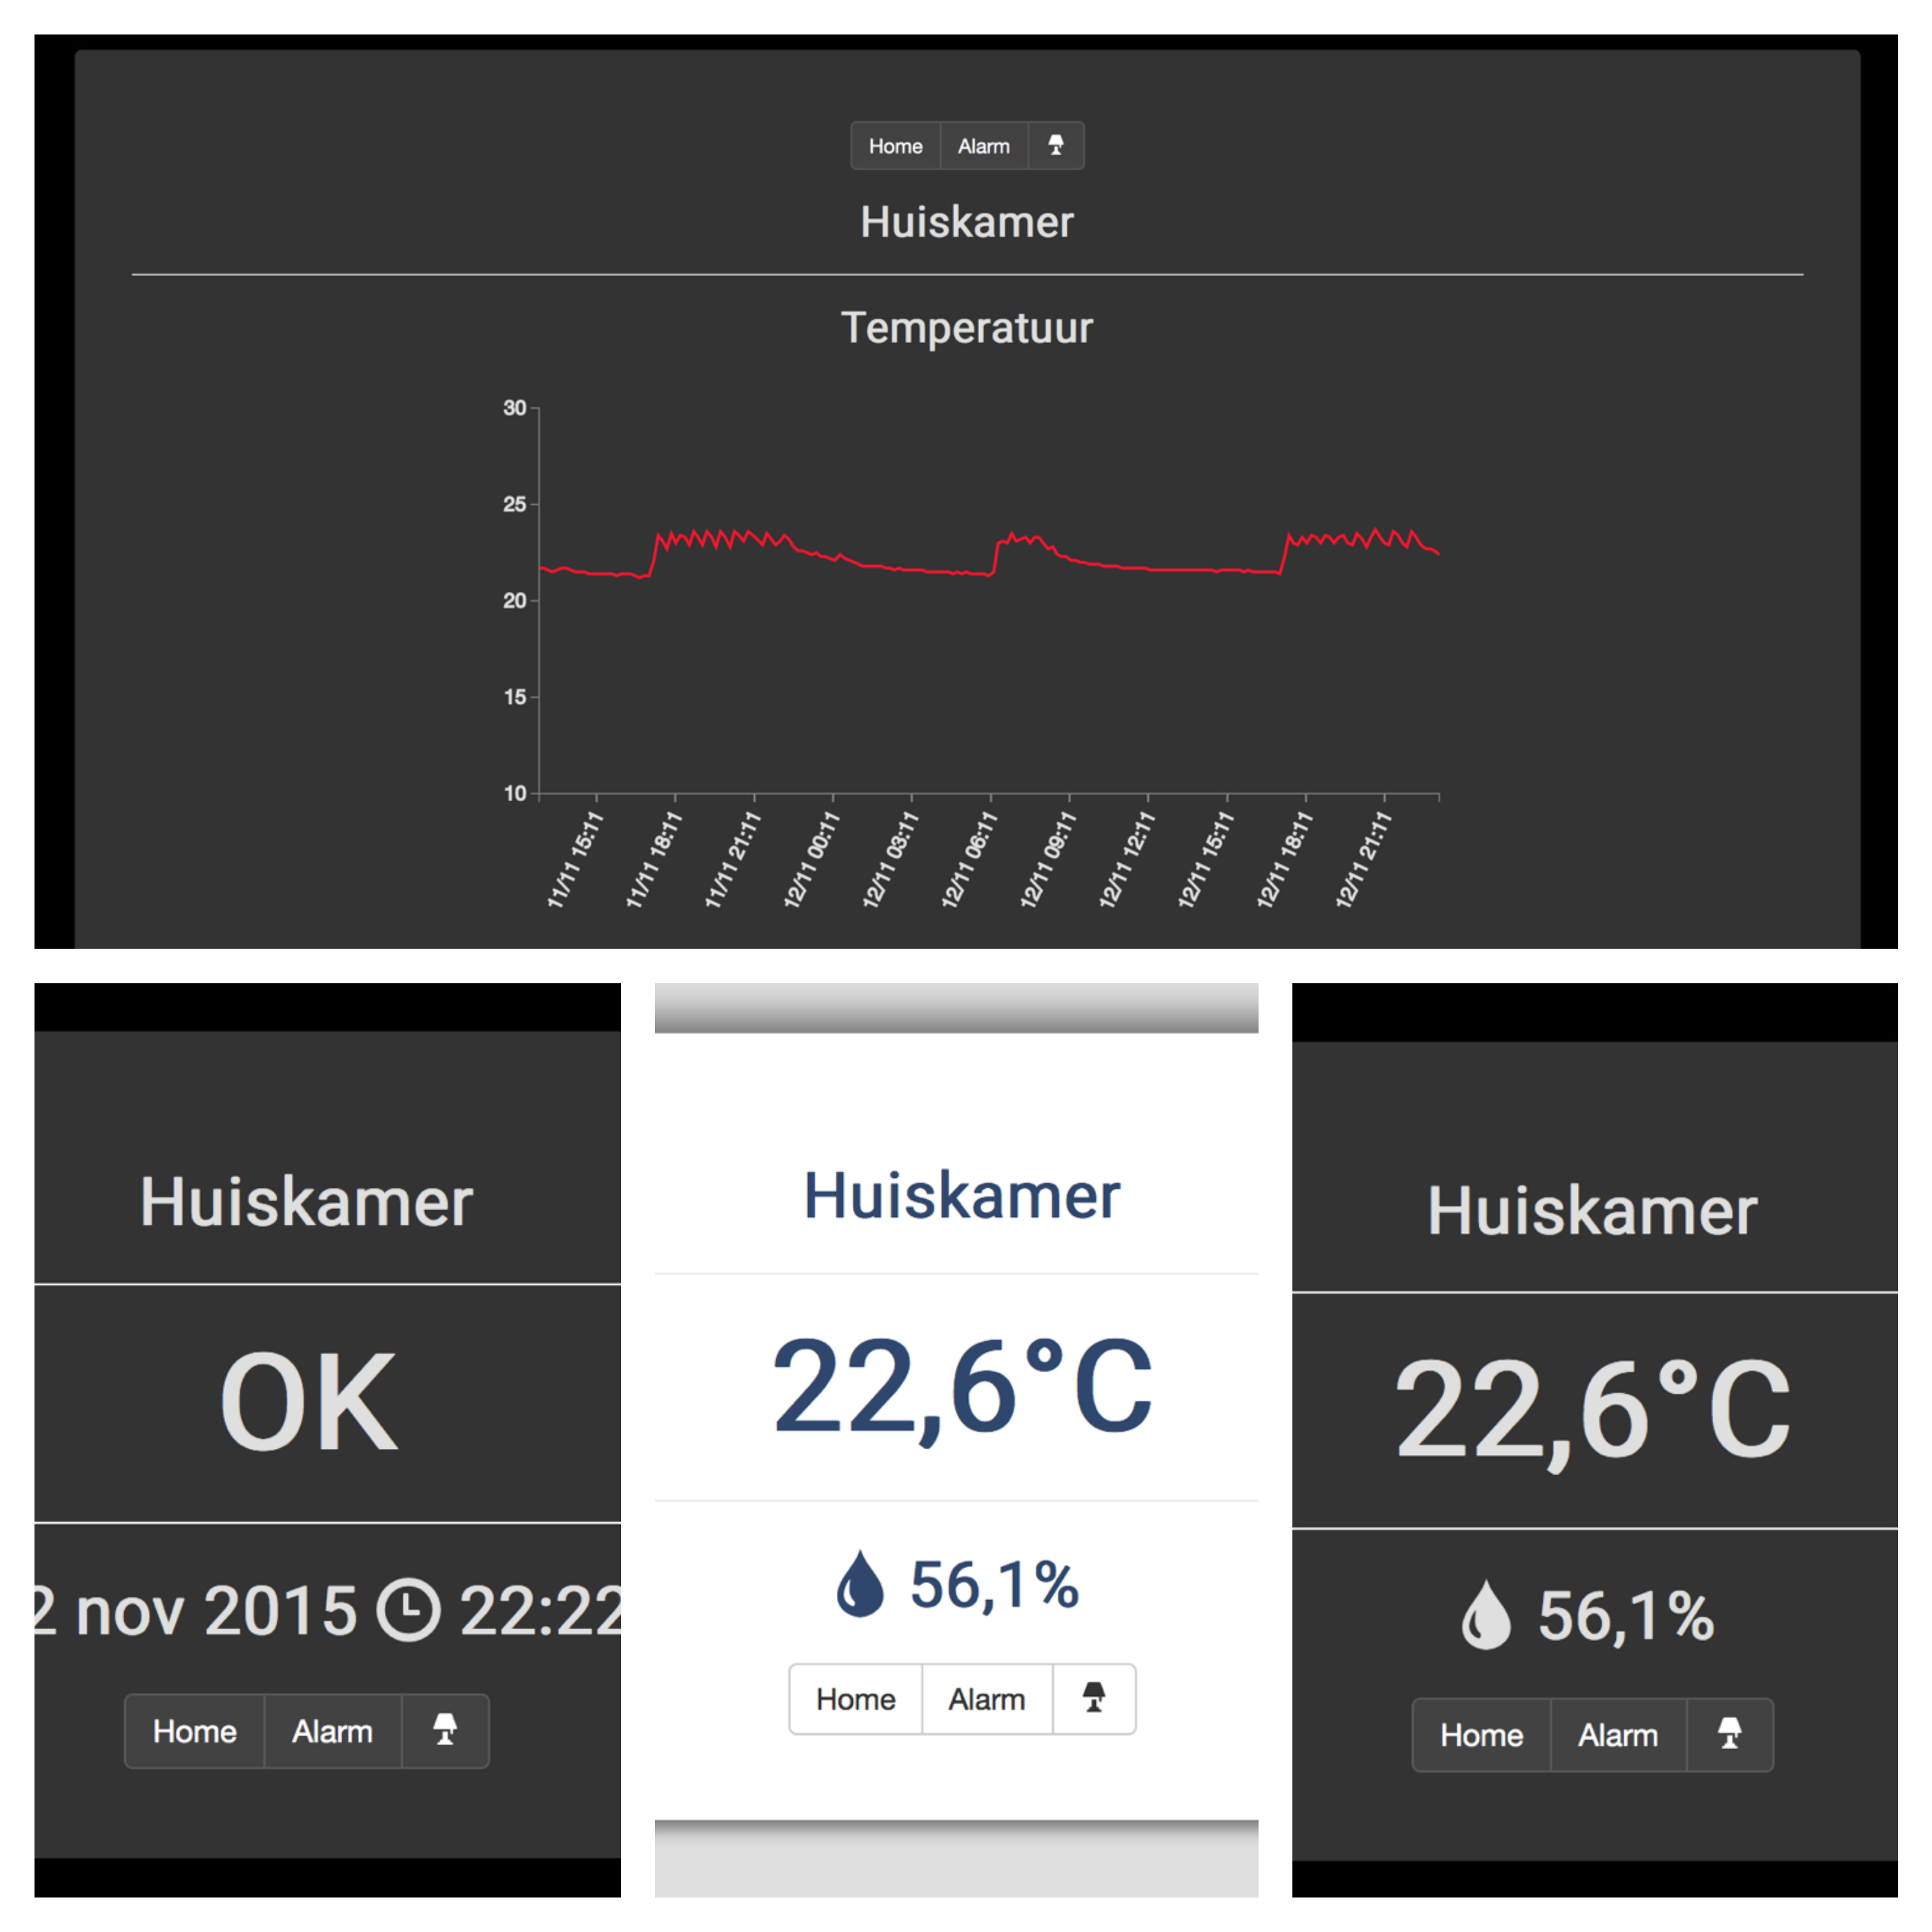 Home Alarm
Huiskamer
Temperatuur
30
25
20
15
10
11/11 15:11
11/11 18:11
11/11 21:11
12/11 00:11
12/11 03:11
12/11 06:11
12/11 09:11
12/11 12:11
12/11 15:11
12/11 18:11
12/11 21:11
Huiskamer
OK
2 nov 2015 22:22
Home Alarm
Huiskamer
22,6°C
56,1%
Home Alarm
Huiskamer
22,6°C
56,1%
Home Alarm